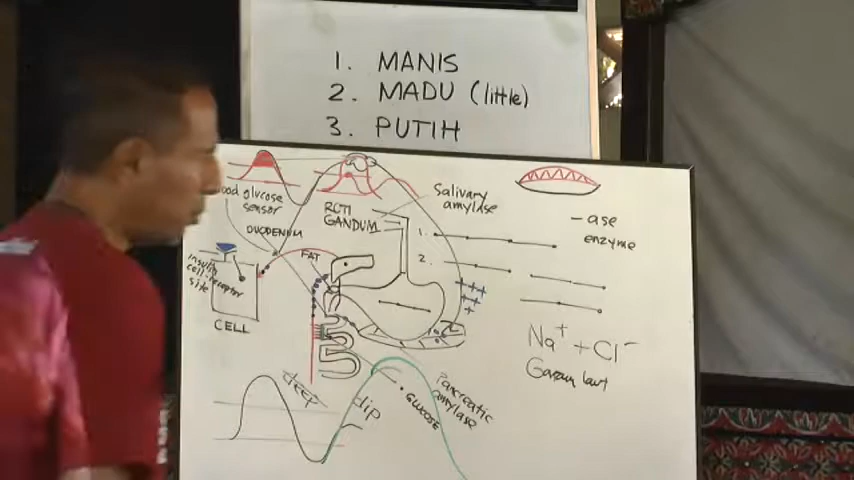 1. MANIS
2. MADU (little)
3. PUTIH
glucose
sensor
DUODENUM
insulin
cell-receptor
site
CELL
ROTI
GANDUM
Salivary
amylase
FAT
1.
2.
-ase
enzyme
Na⁺ + Cl⁻
Garam laut
deep
dip
GLUCOSE
Pancreatic
amylase